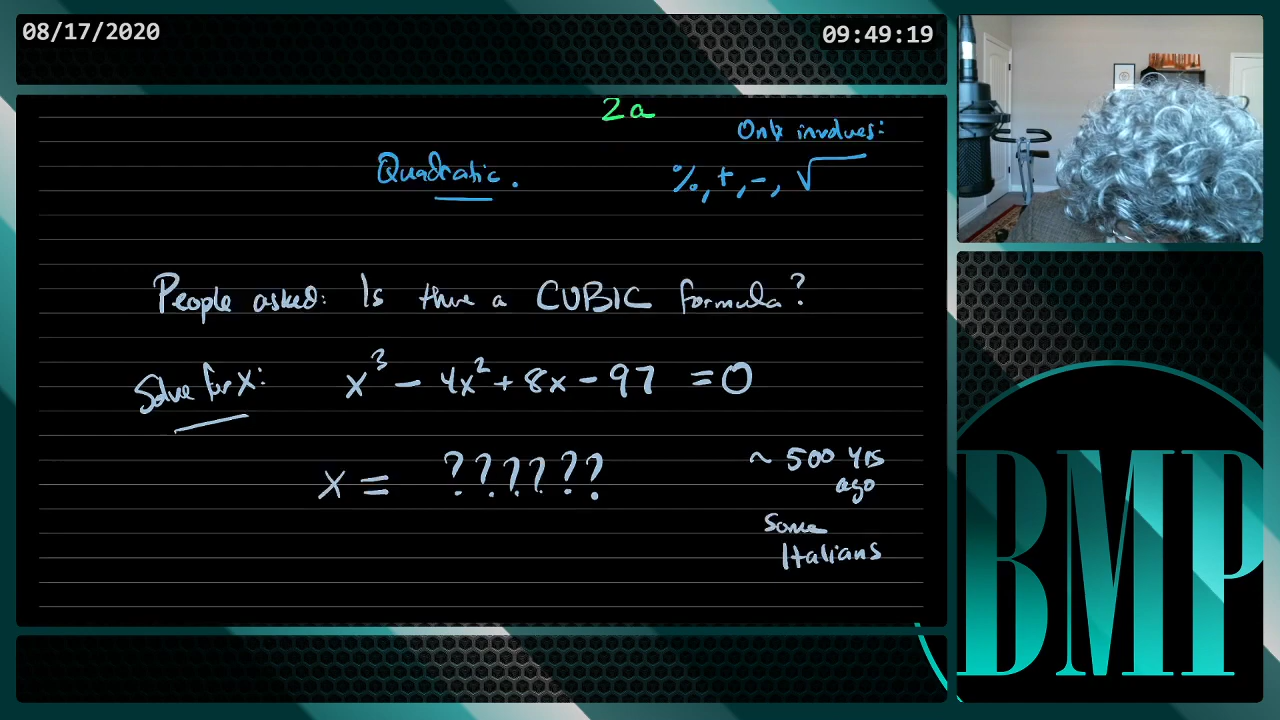 08/17/2020
09:49:19
2a
Only involves:
Quadratic.
%, +, -, √
People asked: Is there a CUBIC formula?
Solve for x: x³ - 4x² + 8x - 97 = 0
x = ??????
~ 500 yrs
ago
Some
Italians
BMP